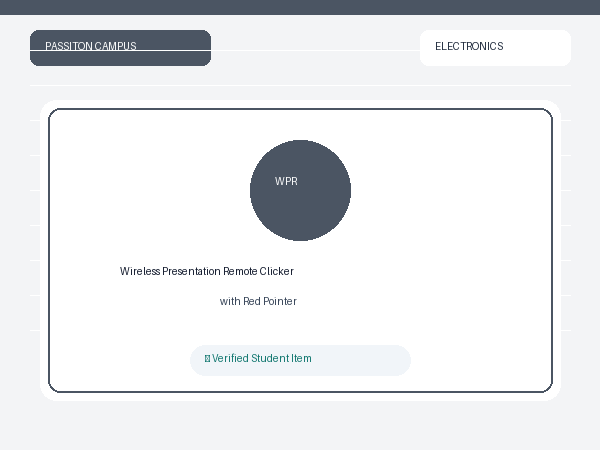 PASSITON CAMPUS
ELECTRONICS
WPR
Wireless Presentation Remote Clicker
with Red Pointer
Verified Student Item